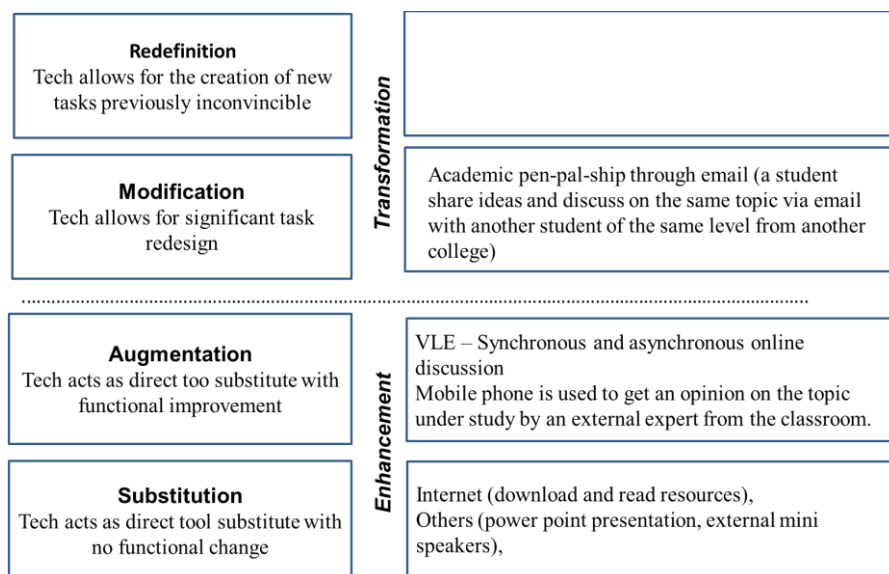 Redefinition
Tech allows for the creation of new
tasks previously inconvincible
Transformation
Modification
Tech allows for significant task
redesign
Academic pen-pal-ship through email (a student
share ideas and discuss on the same topic via email
with another student of the same level from another
college)
Augmentation
Tech acts as direct too substitute with
functional improvement
Enhancement
VLE – Synchronous and asynchronous online
discussion
Mobile phone is used to get an opinion on the topic
under study by an external expert from the classroom.
Substitution
Tech acts as direct tool substitute with
no functional change
Internet (download and read resources),
Others (power point presentation, external mini
speakers),